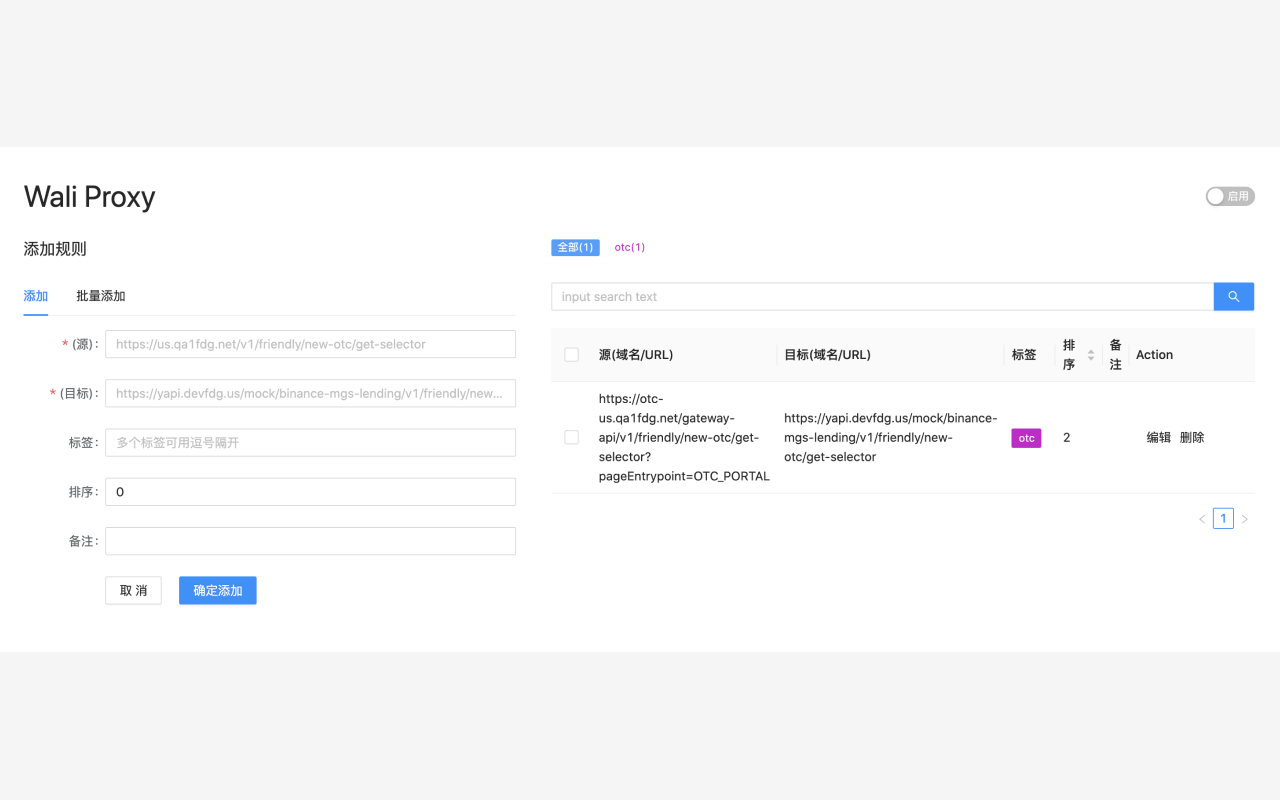 Wali Proxy
启用
添加规则
添加
批量添加
* (源):
https://us.qa1fdg.net/v1/friendly/new-otc/get-selector
* (目标):
https://yapi.devfdg.us/mock/binance-mgs-lending/v1/friendly/new...
标签:
多个标签可用逗号隔开
排序:
0
备注:
取 消
确定添加
全部(1)
otc(1)
input search text
源(域名/URL)
目标(域名/URL)
标签
排
序
备
注
Action
https://otc-
us.qa1fdg.net/gateway-
api/v1/friendly/new-otc/get-
selector?
pageEntrypoint=OTC_PORTAL
https://yapi.devfdg.us/mock/binance-
mgs-lending/v1/friendly/new-
otc/get-selector
otc
2
编辑
删除
1